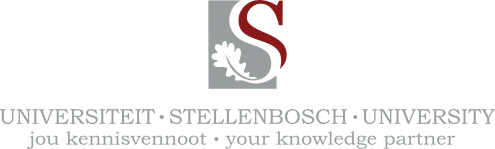 S
UNIVERSITEIT • STELLENBOSCH • UNIVERSITY
jou kennisvennoot • your knowledge partner